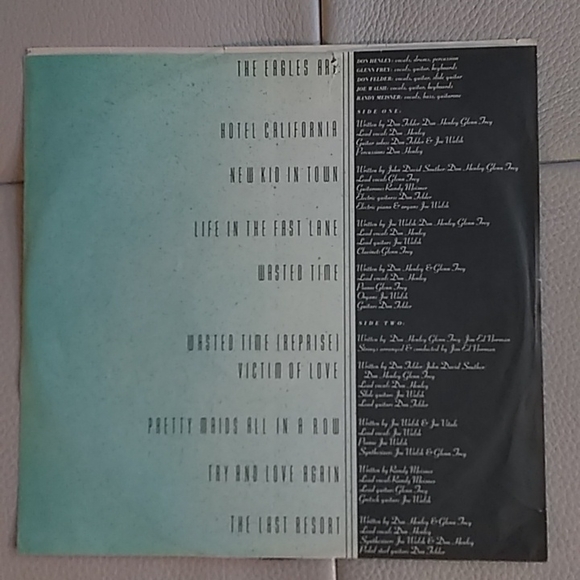 THE EAGLES ARE
DON HENLEY: vocals, drums, percussion
GLENN FREY: vocals, guitar, keyboards
DON FELDER: vocals, guitar, slide guitar
JOE WALSH: vocals, guitar, keyboards
RANDY MEISNER: vocals, bass, guitarrone
SIDE ONE:
HOTEL CALIFORNIA
Written by Don Felder Don Henley Glenn Frey
Lead vocal: Don Henley
Guitar solos: Don Felder & Joe Walsh
Percussion: Don Henley
NEW KID IN TOWN
Written by John David Souther Don Henley Glenn Frey
Lead vocal: Glenn Frey
Guitarrone: Randy Meisner
Electric guitars: Don Felder
Electric piano & organ: Joe Walsh
LIFE IN THE FAST LANE
Written by Joe Walsh Don Henley Glenn Frey
Lead vocal: Don Henley
Lead guitar: Joe Walsh
Clavinet: Glenn Frey
WASTED TIME
Written by Don Henley & Glenn Frey
Lead vocal: Don Henley
Piano: Glenn Frey
Organ: Joe Walsh
Guitar: Don Felder
SIDE TWO:
WASTED TIME (REPRISE)
Written by Don Henley Glenn Frey Jim Ed Norman
Strings arranged & conducted by Jim Ed Norman
VICTIM OF LOVE
Written by Don Felder John David Souther
Don Henley Glenn Frey
Lead vocal: Don Henley
Slide guitar: Joe Walsh
Lead guitar: Don Felder
PRETTY MAIDS ALL IN A ROW
Written by Joe Walsh & Joe Vitale
Lead vocal: Joe Walsh
Piano: Joe Walsh
Synthesizer: Joe Walsh & Glenn Frey
TRY AND LOVE AGAIN
Written by Randy Meisner
Lead vocal: Randy Meisner
Lead guitar: Glenn Frey
Gretsch guitar: Joe Walsh
THE LAST RESORT
Written by Don Henley & Glenn Frey
Lead vocal: Don Henley
Synthesizer: Joe Walsh & Don Henley
Pedal steel guitar: Don Felder